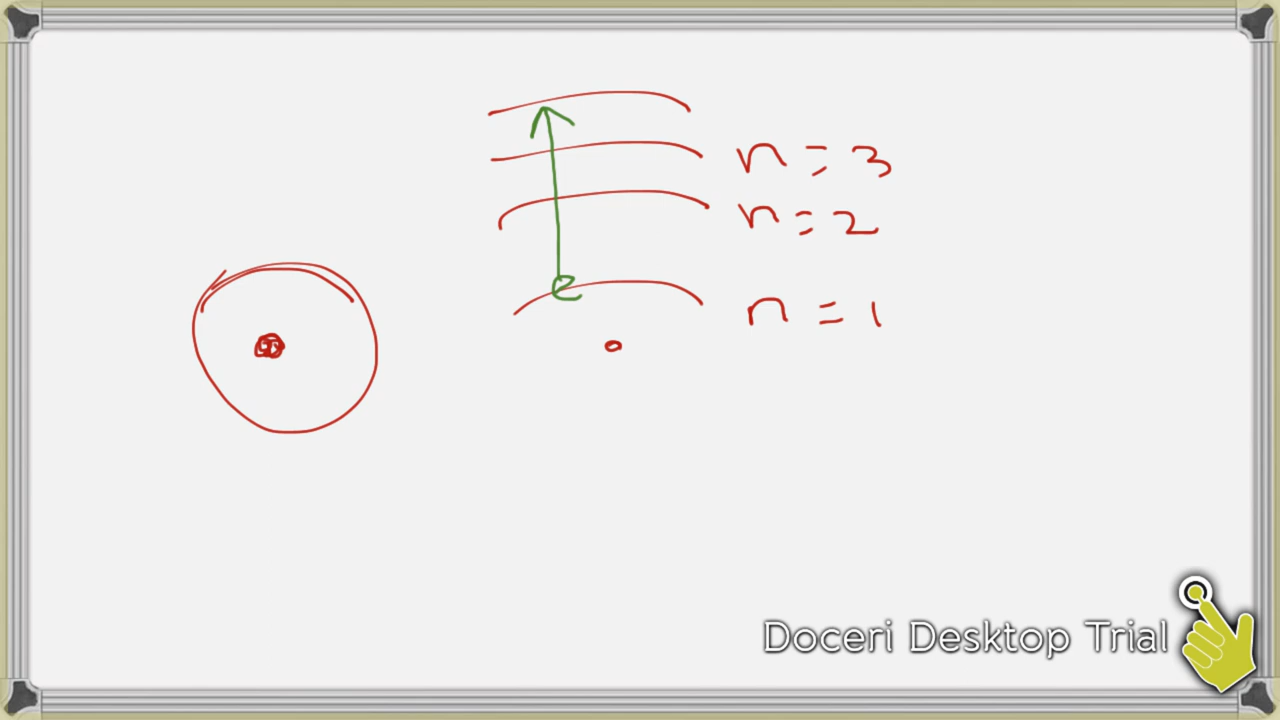 n = 3
n = 2
e
n = 1
Doceri Desktop Trial